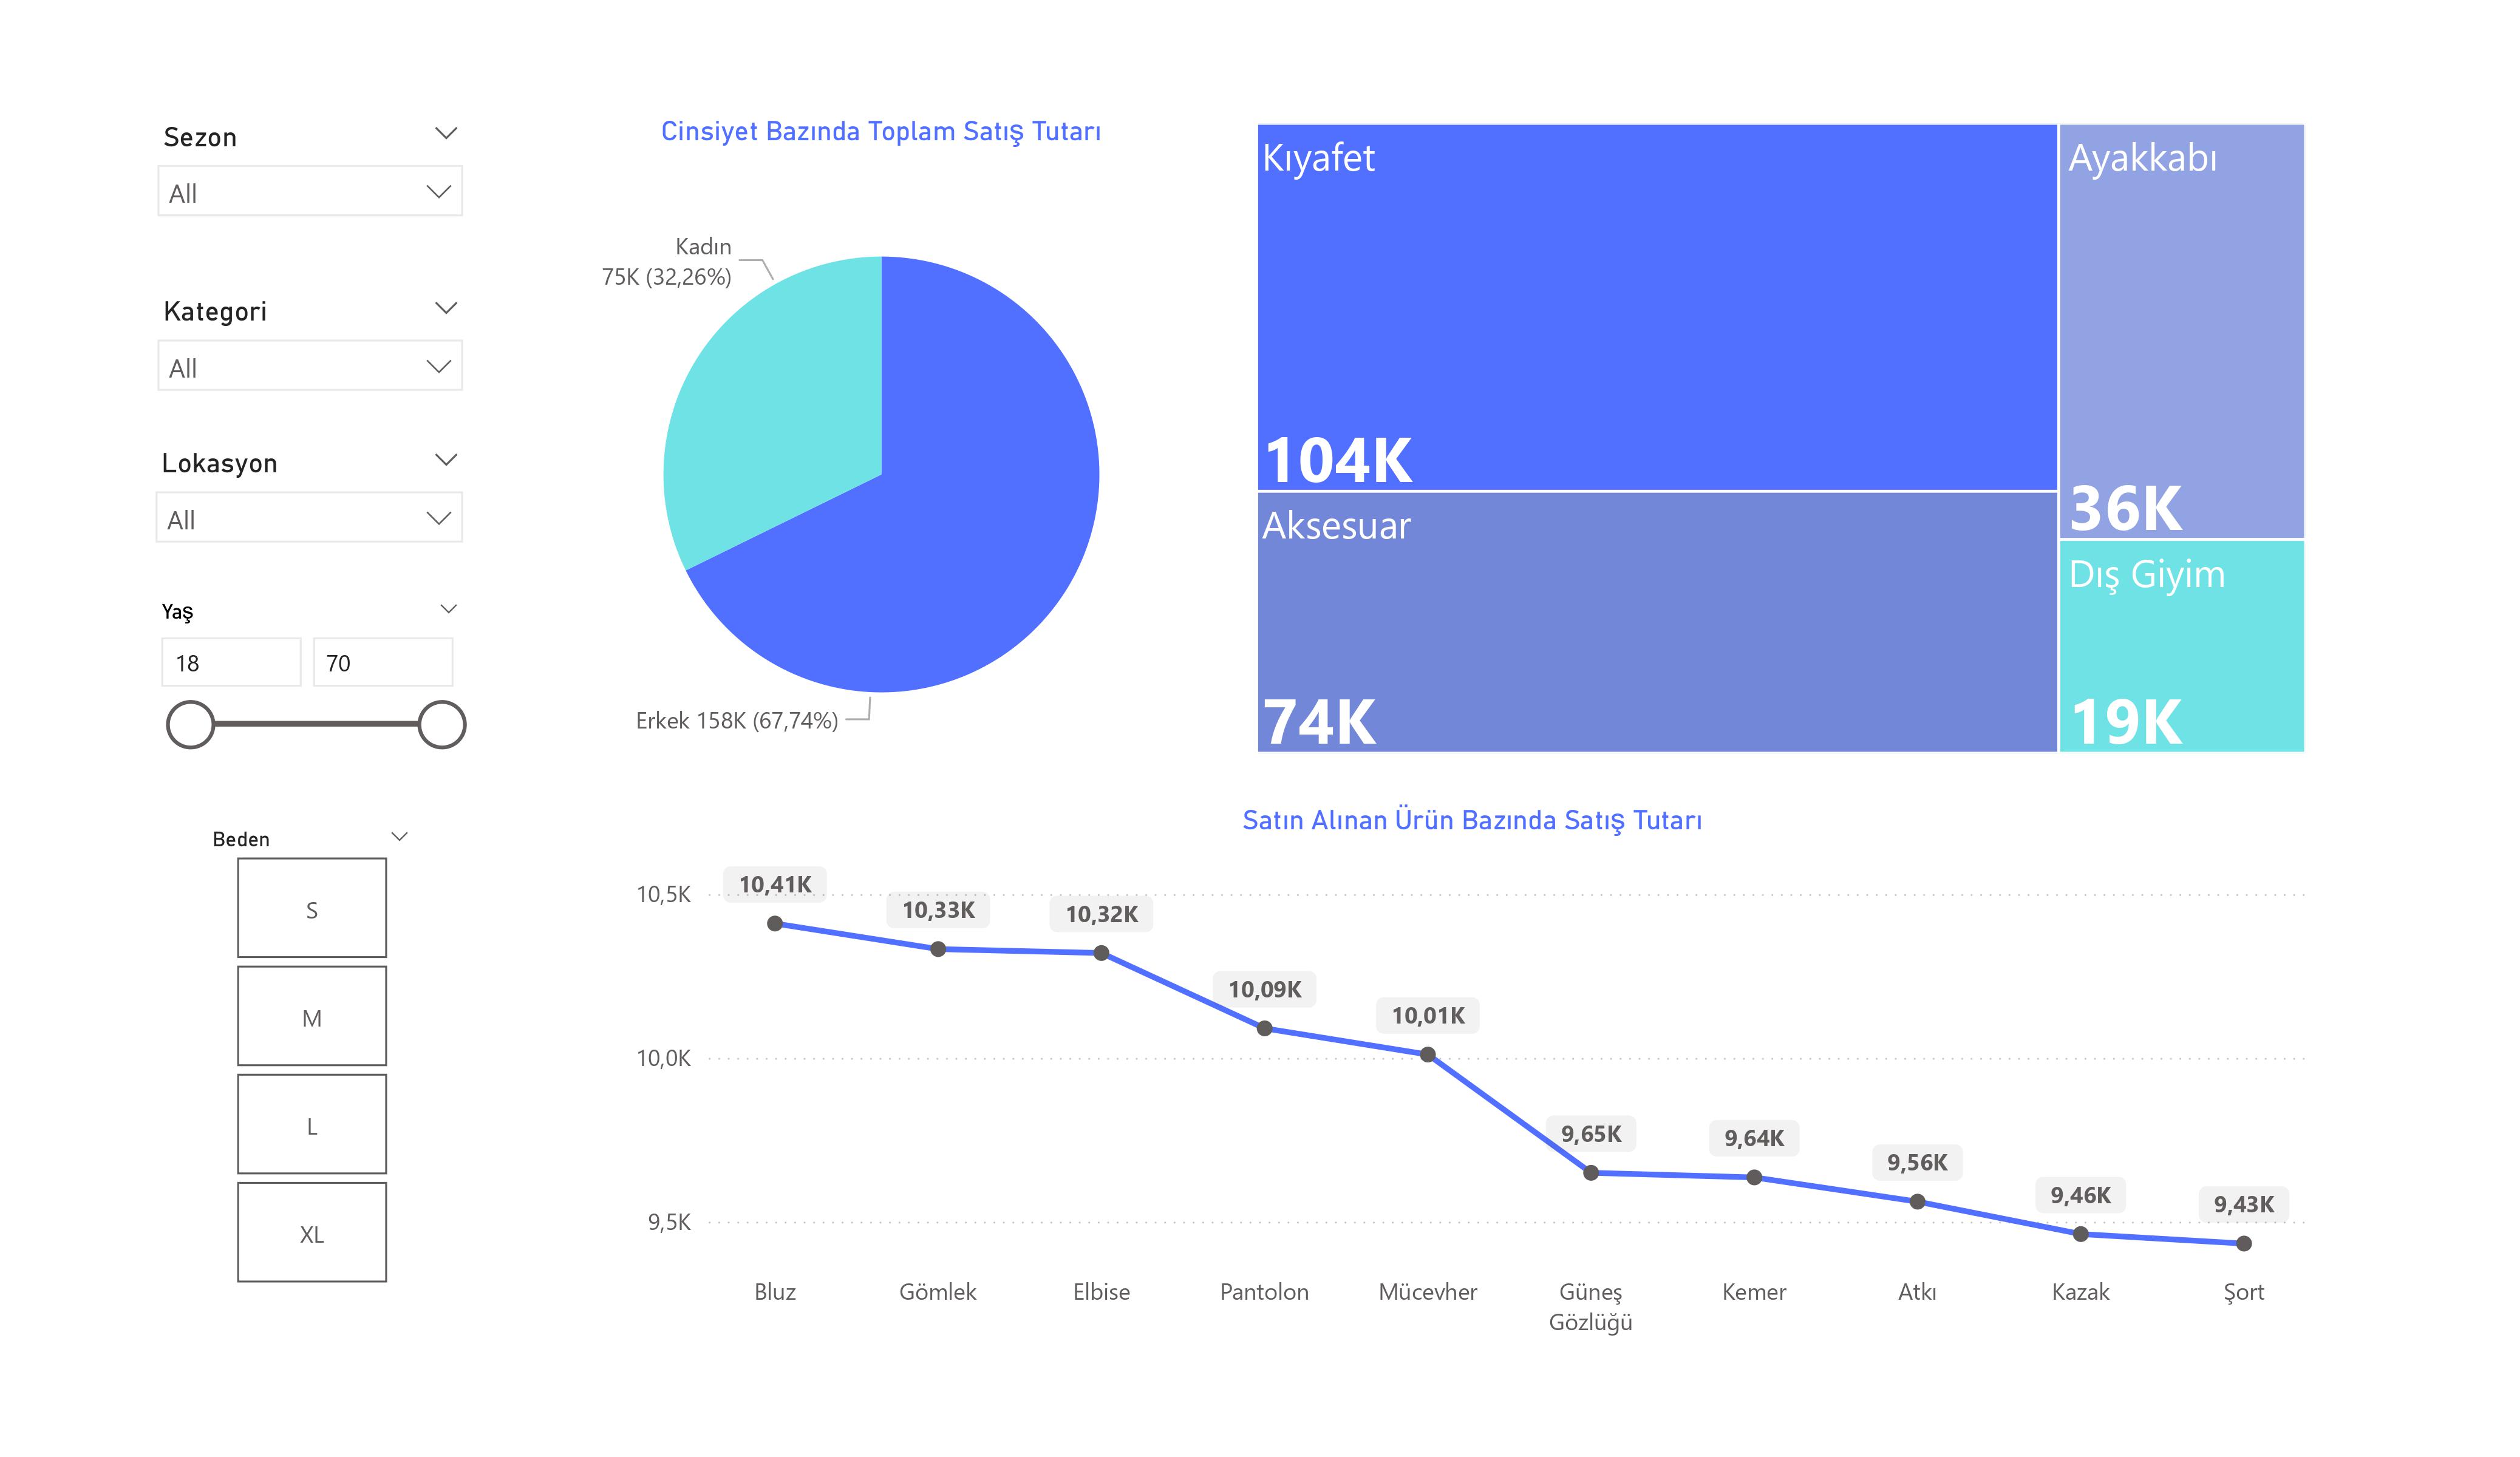 Sezon
All
Kategori
All
Lokasyon
All
Yaş
18 70
Beden
S
M
L
XL
Cinsiyet Bazında Toplam Satış Tutarı
Kadın
75K (32,26%)
Erkek 158K (67,74%)
Kıyafet
104K
Aksesuar
74K
Ayakkabı
36K
Dış Giyim
19K
Satın Alınan Ürün Bazında Satış Tutarı
10,5K
10,0K
9,5K
10,41K
10,33K
10,32K
10,09K
10,01K
9,65K
9,64K
9,56K
9,46K
9,43K
Bluz
Gömlek
Elbise
Pantolon
Mücevher
Güneş
Gözlüğü
Kemer
Atkı
Kazak
Şort